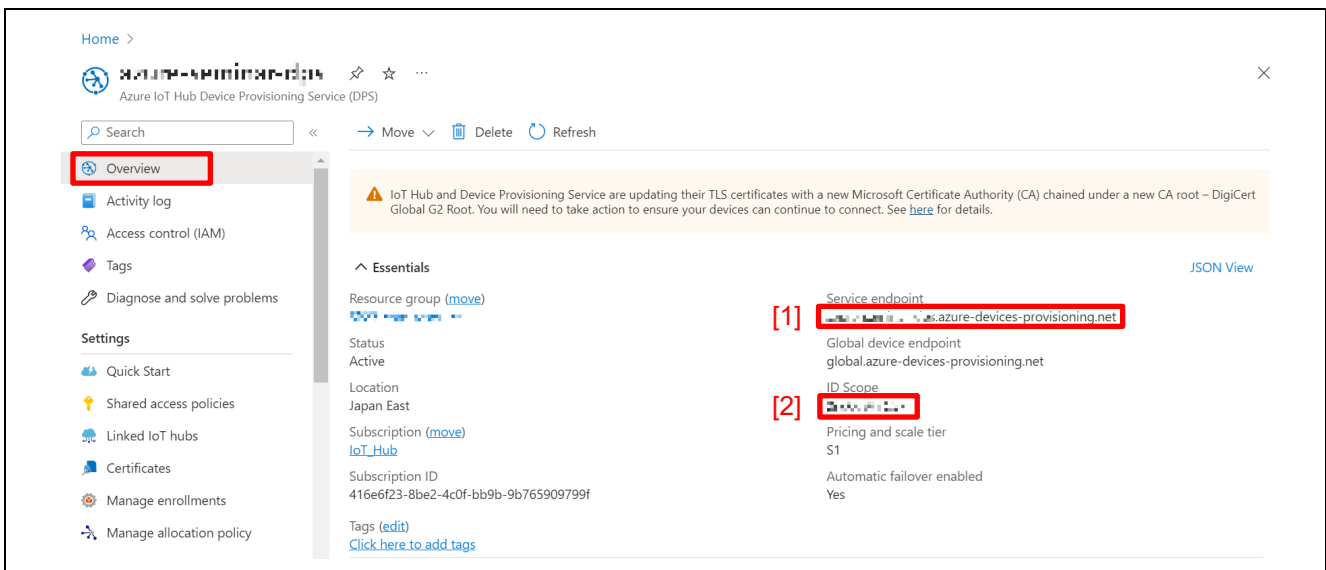 Home >
Azure IoT Hub Device Provisioning Service (DPS)
Search
«
Move
Delete
Refresh
Overview
Activity log
Access control (IAM)
Tags
Diagnose and solve problems
Settings
Quick Start
Shared access policies
Linked IoT hubs
Certificates
Manage enrollments
Manage allocation policy
IoT Hub and Device Provisioning Service are updating their TLS certificates with a new Microsoft Certificate Authority (CA) chained under a new CA root – DigiCert
Global G2 Root. You will need to take action to ensure your devices can continue to connect. See here for details.
Essentials
JSON View
Resource group (move)
Status
Active
Location
Japan East
Subscription (move)
IoT_Hub
Subscription ID
416e6f23-8be2-4c0f-bb9b-9b765909799f
Tags (edit)
Click here to add tags
Service endpoint
[1] .azure-devices-provisioning.net
Global device endpoint
global.azure-devices-provisioning.net
ID Scope
[2]
Pricing and scale tier
S1
Automatic failover enabled
Yes